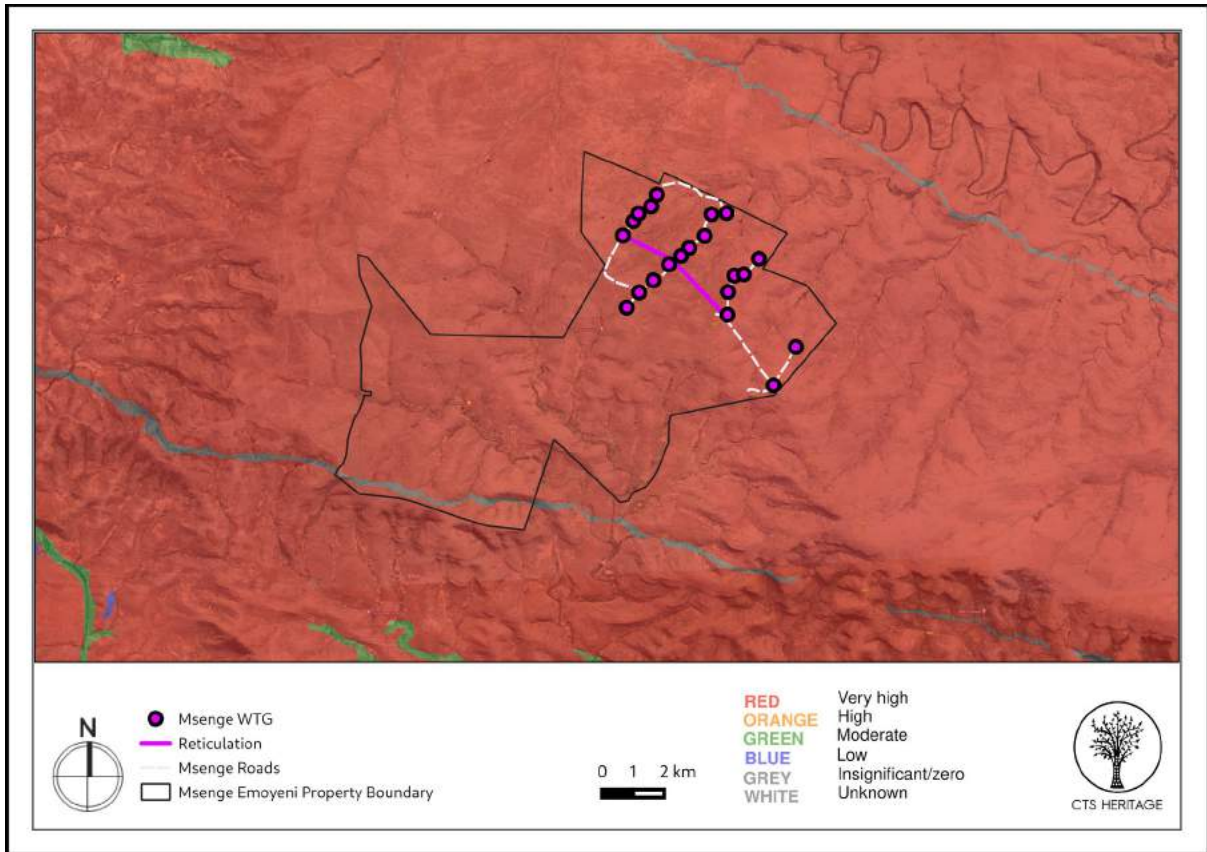 N
Msenge WTG
Reticulation
Msenge Roads
Msenge Emoyeni Property Boundary
0 1 2 km
RED Very high
ORANGE High
GREEN Moderate
BLUE Low
GREY Insignificant/zero
WHITE Unknown
CTS HERITAGE